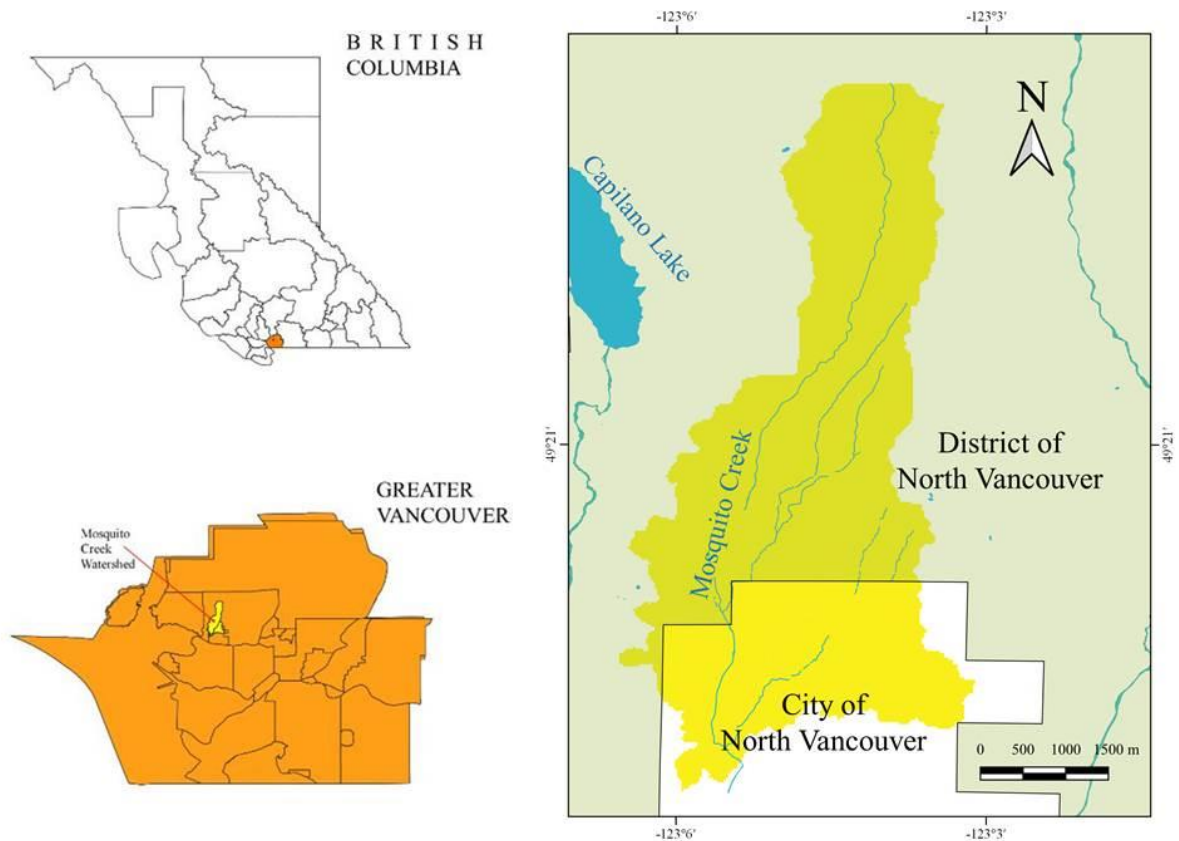 B R I T I S H
COLUMBIA
GREATER
VANCOUVER
Mosquito
Creek
Watershed
-123°6'
-123°3'
N
Capilano Lake
49°21'
49°21'
District of
North Vancouver
Mosquito Creek
City of
North Vancouver
0 500 1000 1500 m
-123°6'
-123°3'